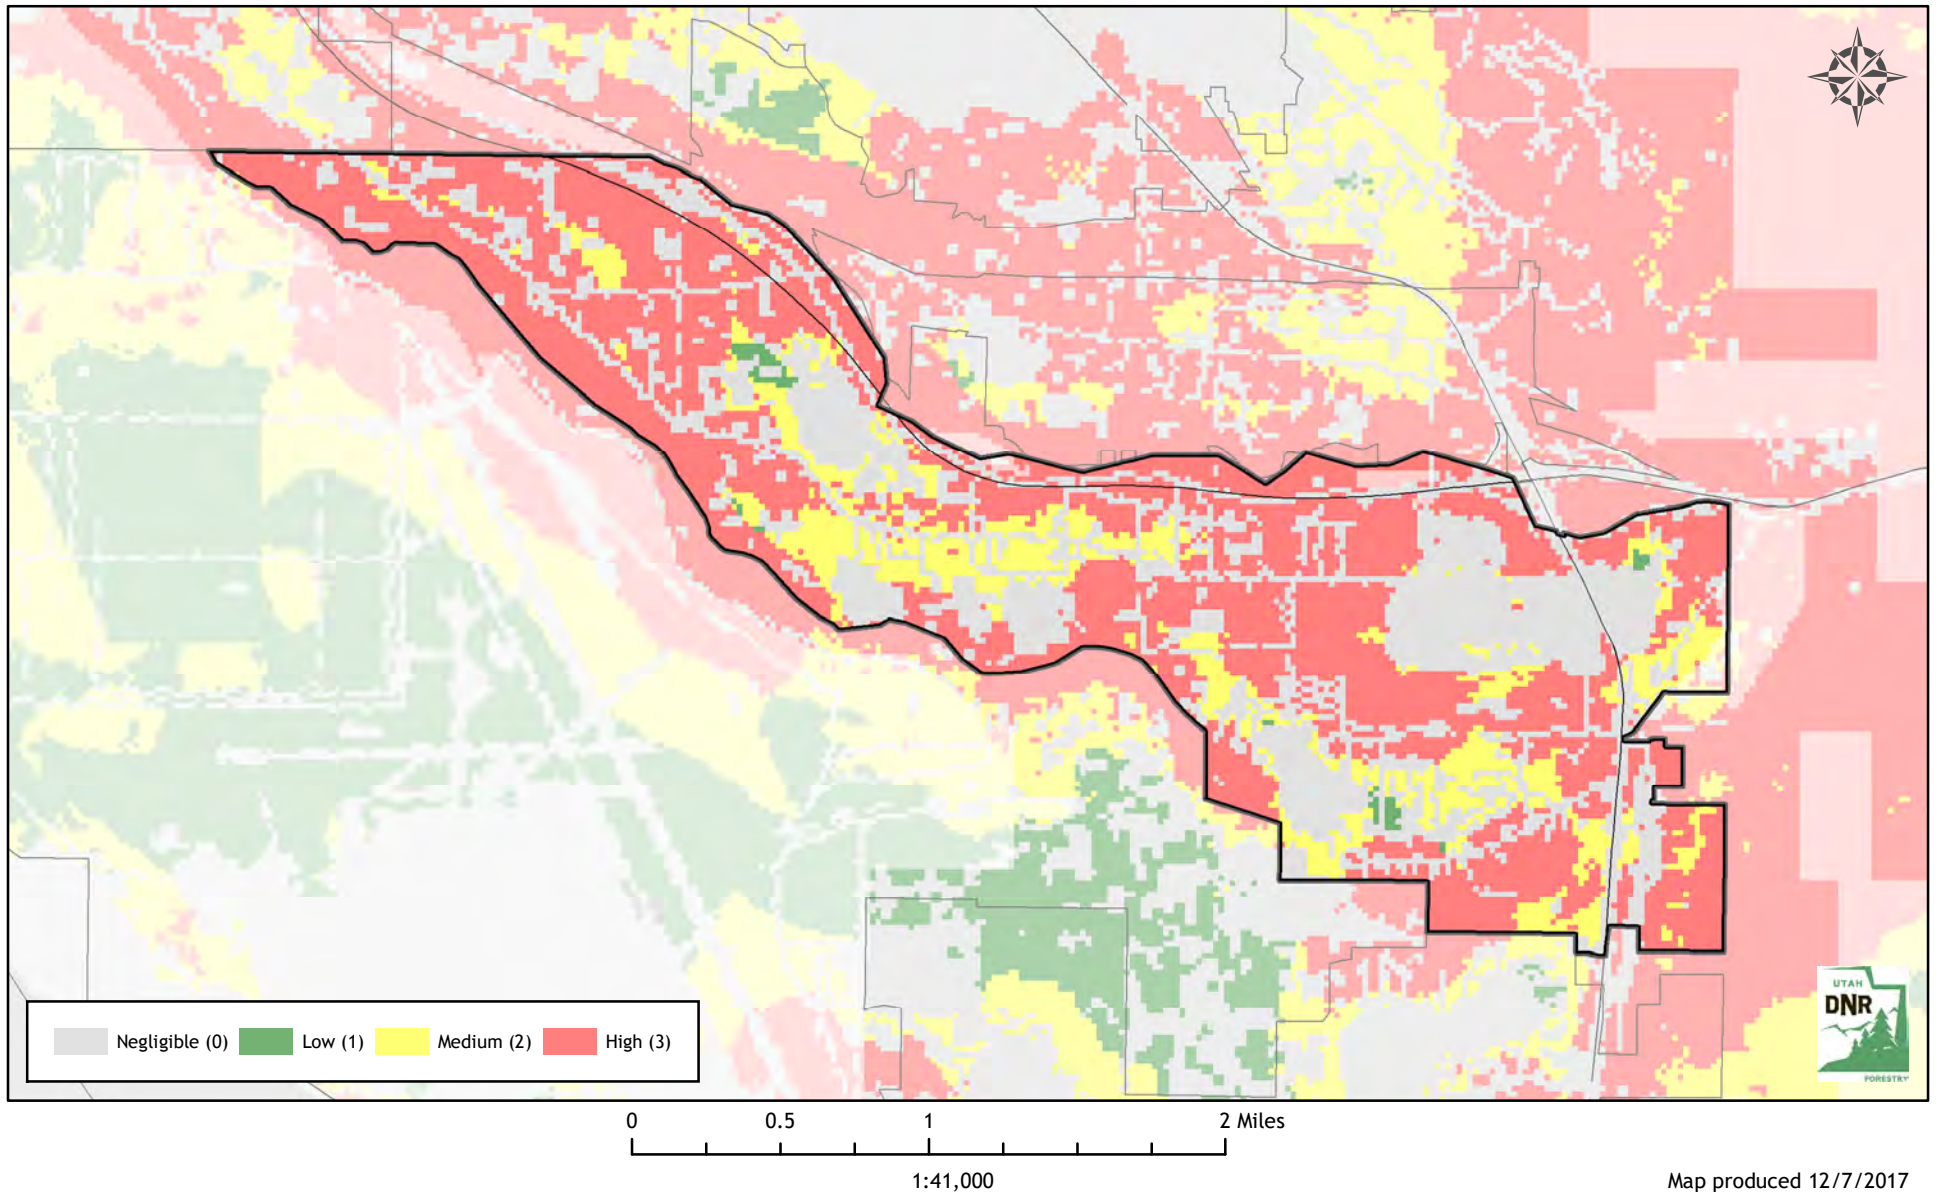 UTAH
DNR
FORESTRY
Negligible (0) Low (1) Medium (2) High (3)
0 0.5 1 2 Miles
1:41,000
Map produced 12/7/2017